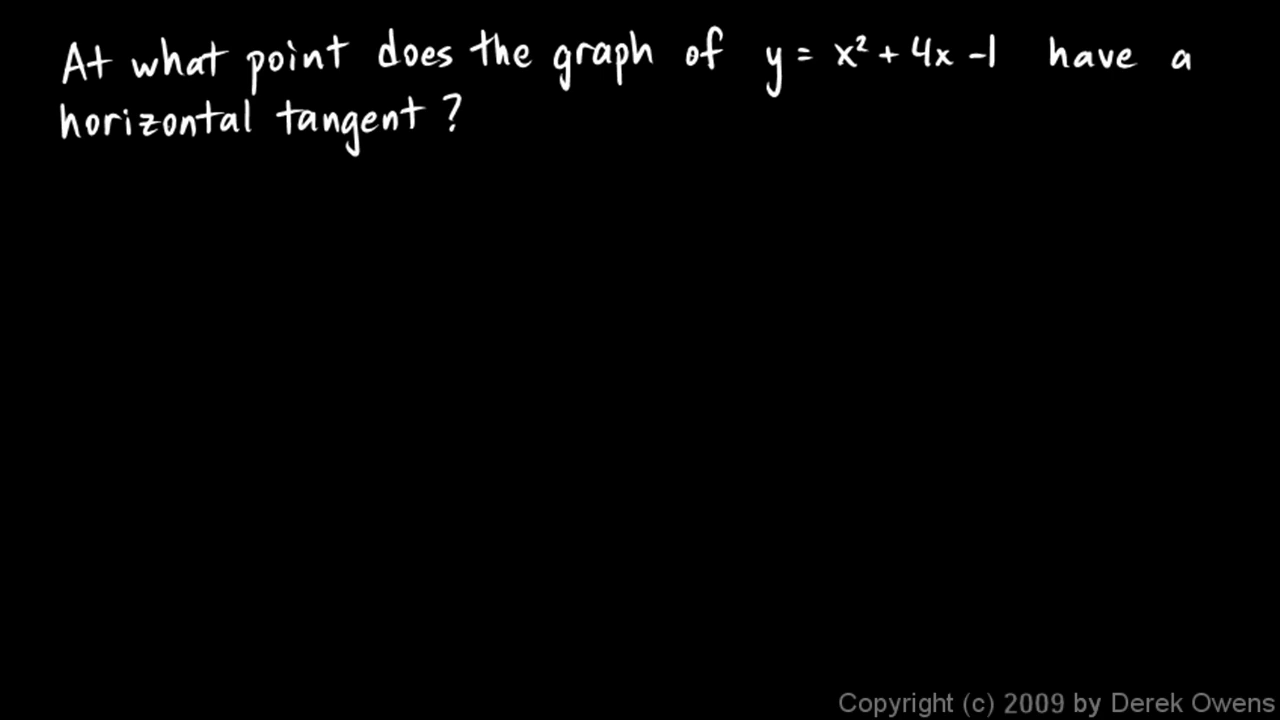 At what point does the graph of y = x² + 4x - 1 have a
horizontal tangent ?
Copyright (c) 2009 by Derek Owens